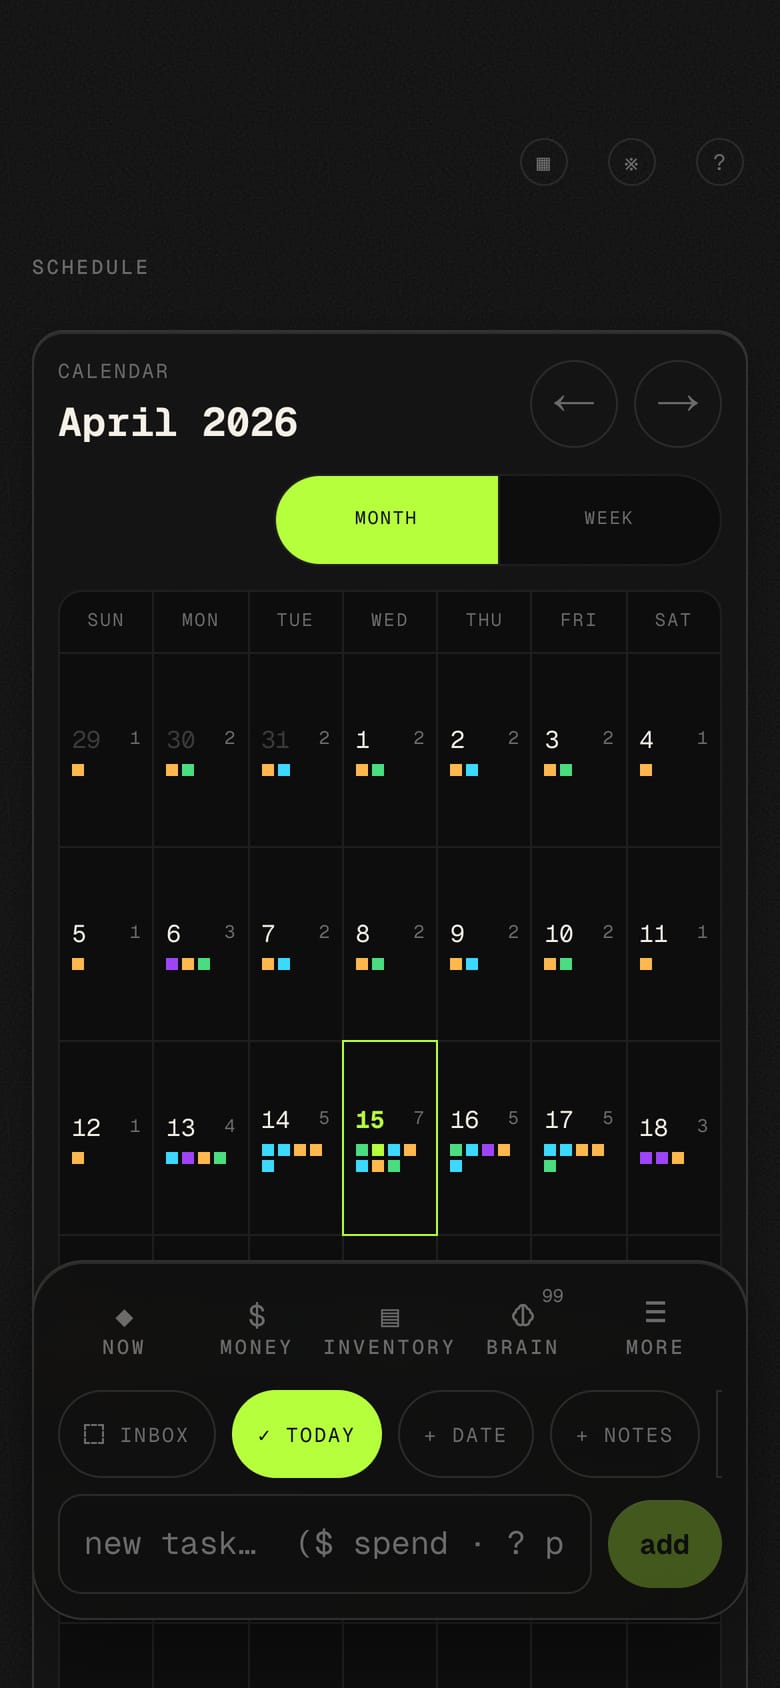 ?
SCHEDULE
CALENDAR
April 2026
← →
MONTH WEEK
SUN MON TUE WED THU FRI SAT
29 1 30 2 31 2 1 2 2 2 3 2 4 1
5 1 6 3 7 2 8 2 9 2 10 2 11 1
12 1 13 4 14 5 15 7 16 5 17 5 18 3
$ 99
NOW MONEY INVENTORY BRAIN MORE
INBOX ✓ TODAY + DATE + NOTES
new task… ($ spend · ? p add